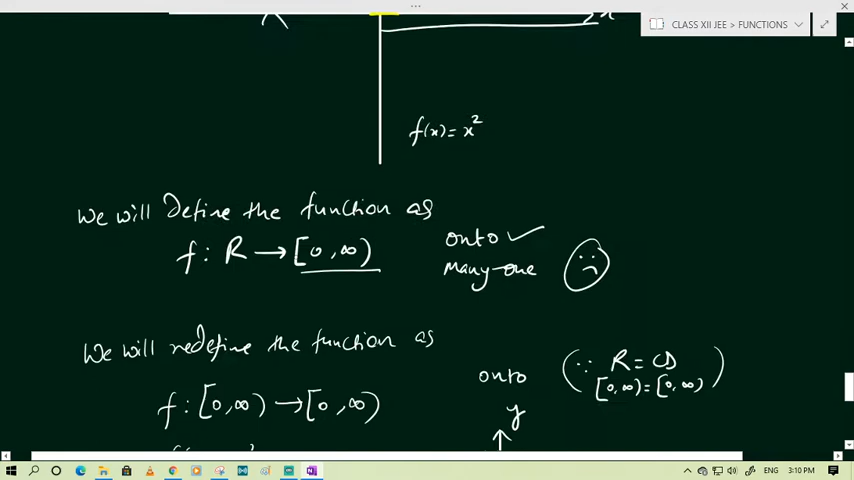 CLASS XII JEE > FUNCTIONS
x
f(x) = x²
We will define the function as
f : R → [0, ∞)
onto ✓
many-one
We will redefine the function as
f : [0, ∞) → [0, ∞)
onto
(∵ R = CD
[0, ∞) = [0, ∞))
y
ENG
3:10 PM